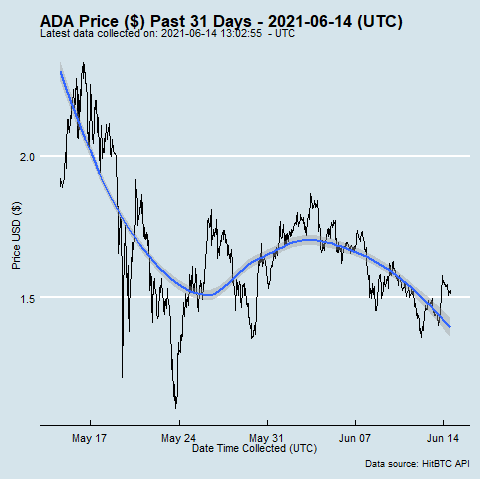 ADA Price ($) Past 31 Days - 2021-06-14 (UTC)
Latest data collected on: 2021-06-14 13:02:55 - UTC
2.0
Price USD ($)
1.5
May 17 May 24 May 31 Jun 07 Jun 14
Date Time Collected (UTC)
Data source: HitBTC API